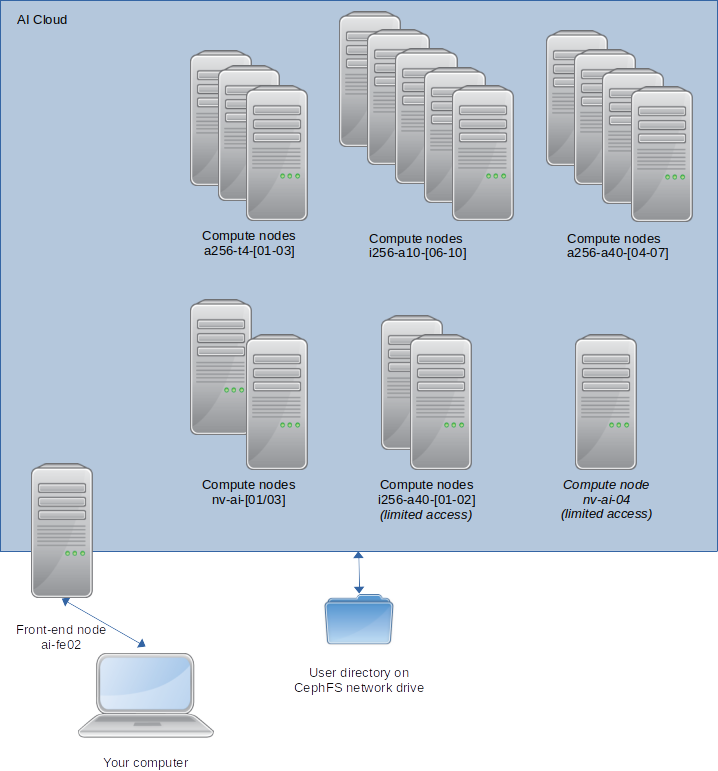 AI Cloud
Compute nodes
a256-t4-[01-03]
Compute nodes
i256-a10-[06-10]
Compute nodes
a256-a40-[04-07]
Compute nodes
nv-ai-[01/03]
Compute nodes
i256-a40-[01-02]
(limited access)
Compute node
nv-ai-04
(limited access)
Front-end node
ai-fe02
User directory on
CephFS network drive
Your computer